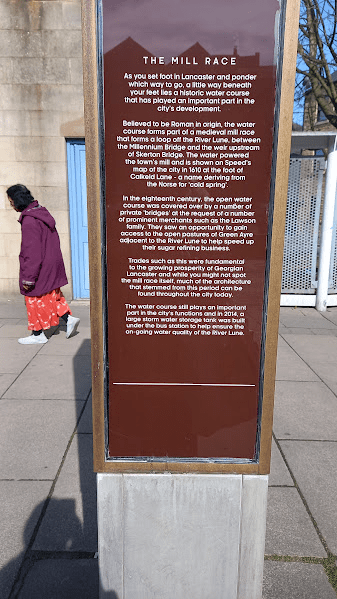 THE MILL RACE
As you set foot in Lancaster and ponder
which way to go, a little way beneath
your feet lies a historic water course
that has played an important part in the
city's development.
Believed to be Roman in origin, the water
course forms part of a medieval mill race
that forms a loop off the River Lune, between
the Millennium Bridge and the weir upstream
of Skerton Bridge. The water powered
the town's mill and is shown on Speed's
map of the city in 1610 at the foot of
Calkeld Lane - a name deriving from
the Norse for 'cold spring'.
In the eighteenth century, the open water
course was covered over by a number of
private 'bridges' at the request of a number
of prominent merchants such as the Lawson
family. They saw an opportunity to gain
access to the open pastures of Green Ayre
adjacent to the River Lune to help speed up
their sugar refining business.
Trades such as this were fundamental
to the growing prosperity of Georgian
Lancaster and while you might not spot
the mill race itself, much of the architecture
that stemmed from this period can be
found throughout the city today.
The water course still plays an important
part in the city's functions and in 2014, a
large storm water storage tank was built
under the bus station to help ensure the
on-going water quality of the River Lune.